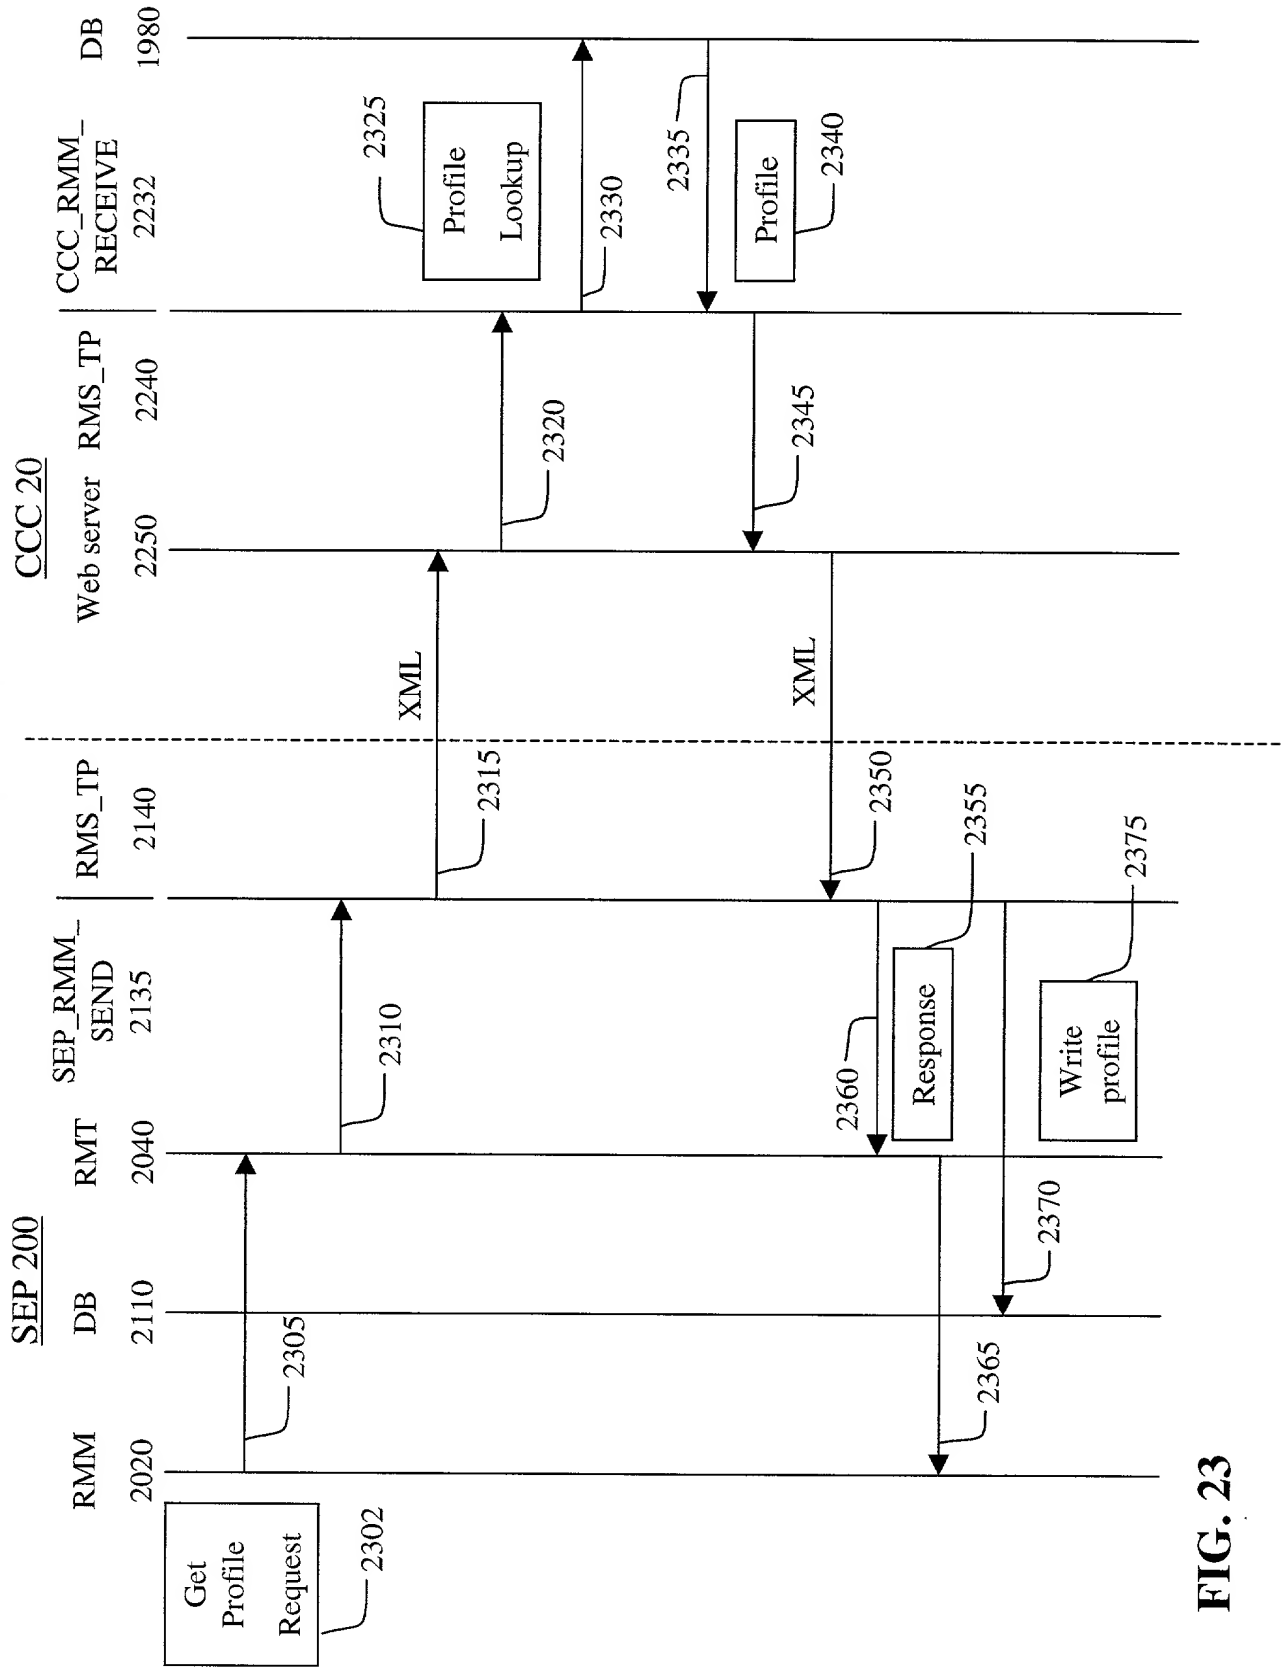 SEP 200
CCC 20
RMM
2020
DB
2110
RMT
2040
SEP_RMM_
SEND
2135
RMS_TP
2140
Web server
2250
RMS_TP
2240
CCC_RMM_
RECEIVE
2232
DB
1980
Get
Profile
Request
2302
2305
2310
XML
2315
2320
Profile
Lookup
2325
2330
2335
Profile
2340
2345
XML
2350
2360
Response
2355
2365
2370
Write
profile
2375
FIG. 23